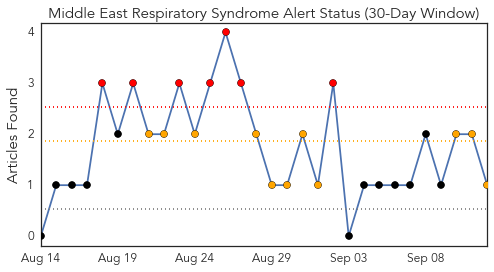 Middle East Respiratory Syndrome Alert Status (30-Day Window)
Articles Found
4
3
2
1
0
Aug 14 Aug 19 Aug 24 Aug 29 Sep 03 Sep 08